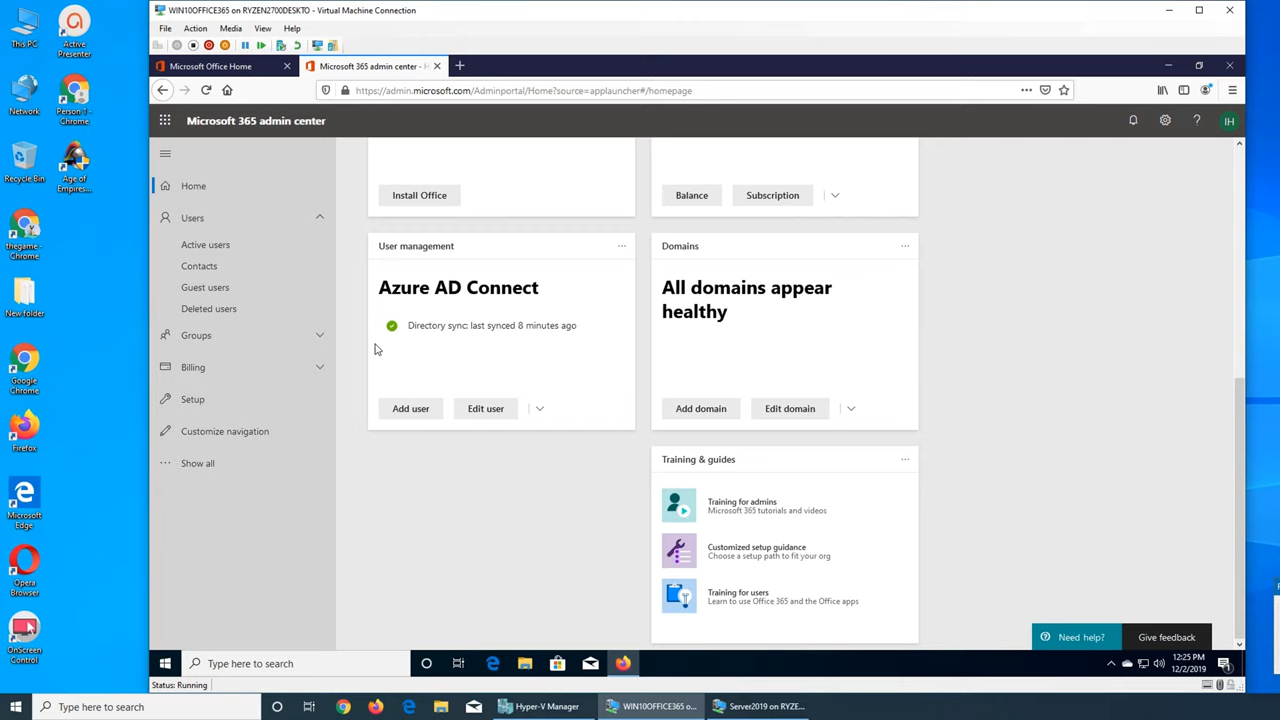 WIN10OFFICE365 on RYZEN2700DESKTO - Virtual Machine Connection
File Action Media View Help
Microsoft Office Home
Microsoft 365 admin center - H
https://admin.microsoft.com/Adminportal/Home?source=applauncher#/homepage
Microsoft 365 admin center
IH
This PC
Active
Presenter
Network
Person 1 -
Chrome
Recycle Bin
Age of
Empires...
thegame -
Chrome
New folder
Google
Chrome
Firefox
Microsoft
Edge
Opera
Browser
OnScreen
Control
Home
Users
Active users
Contacts
Guest users
Deleted users
Groups
Billing
Setup
Customize navigation
Show all
Install Office
Balance
Subscription
User management
Azure AD Connect
Directory sync: last synced 8 minutes ago
Add user
Edit user
Domains
All domains appear
healthy
Add domain
Edit domain
Training & guides
Training for admins
Microsoft 365 tutorials and videos
Customized setup guidance
Choose a setup path to fit your org
Training for users
Learn to use Office 365 and the Office apps
Need help?
Give feedback
Type here to search
12:25 PM
12/2/2019
Status: Running
Type here to search
Hyper-V Manager
WIN10OFFICE365 o...
Server2019 on RYZE...